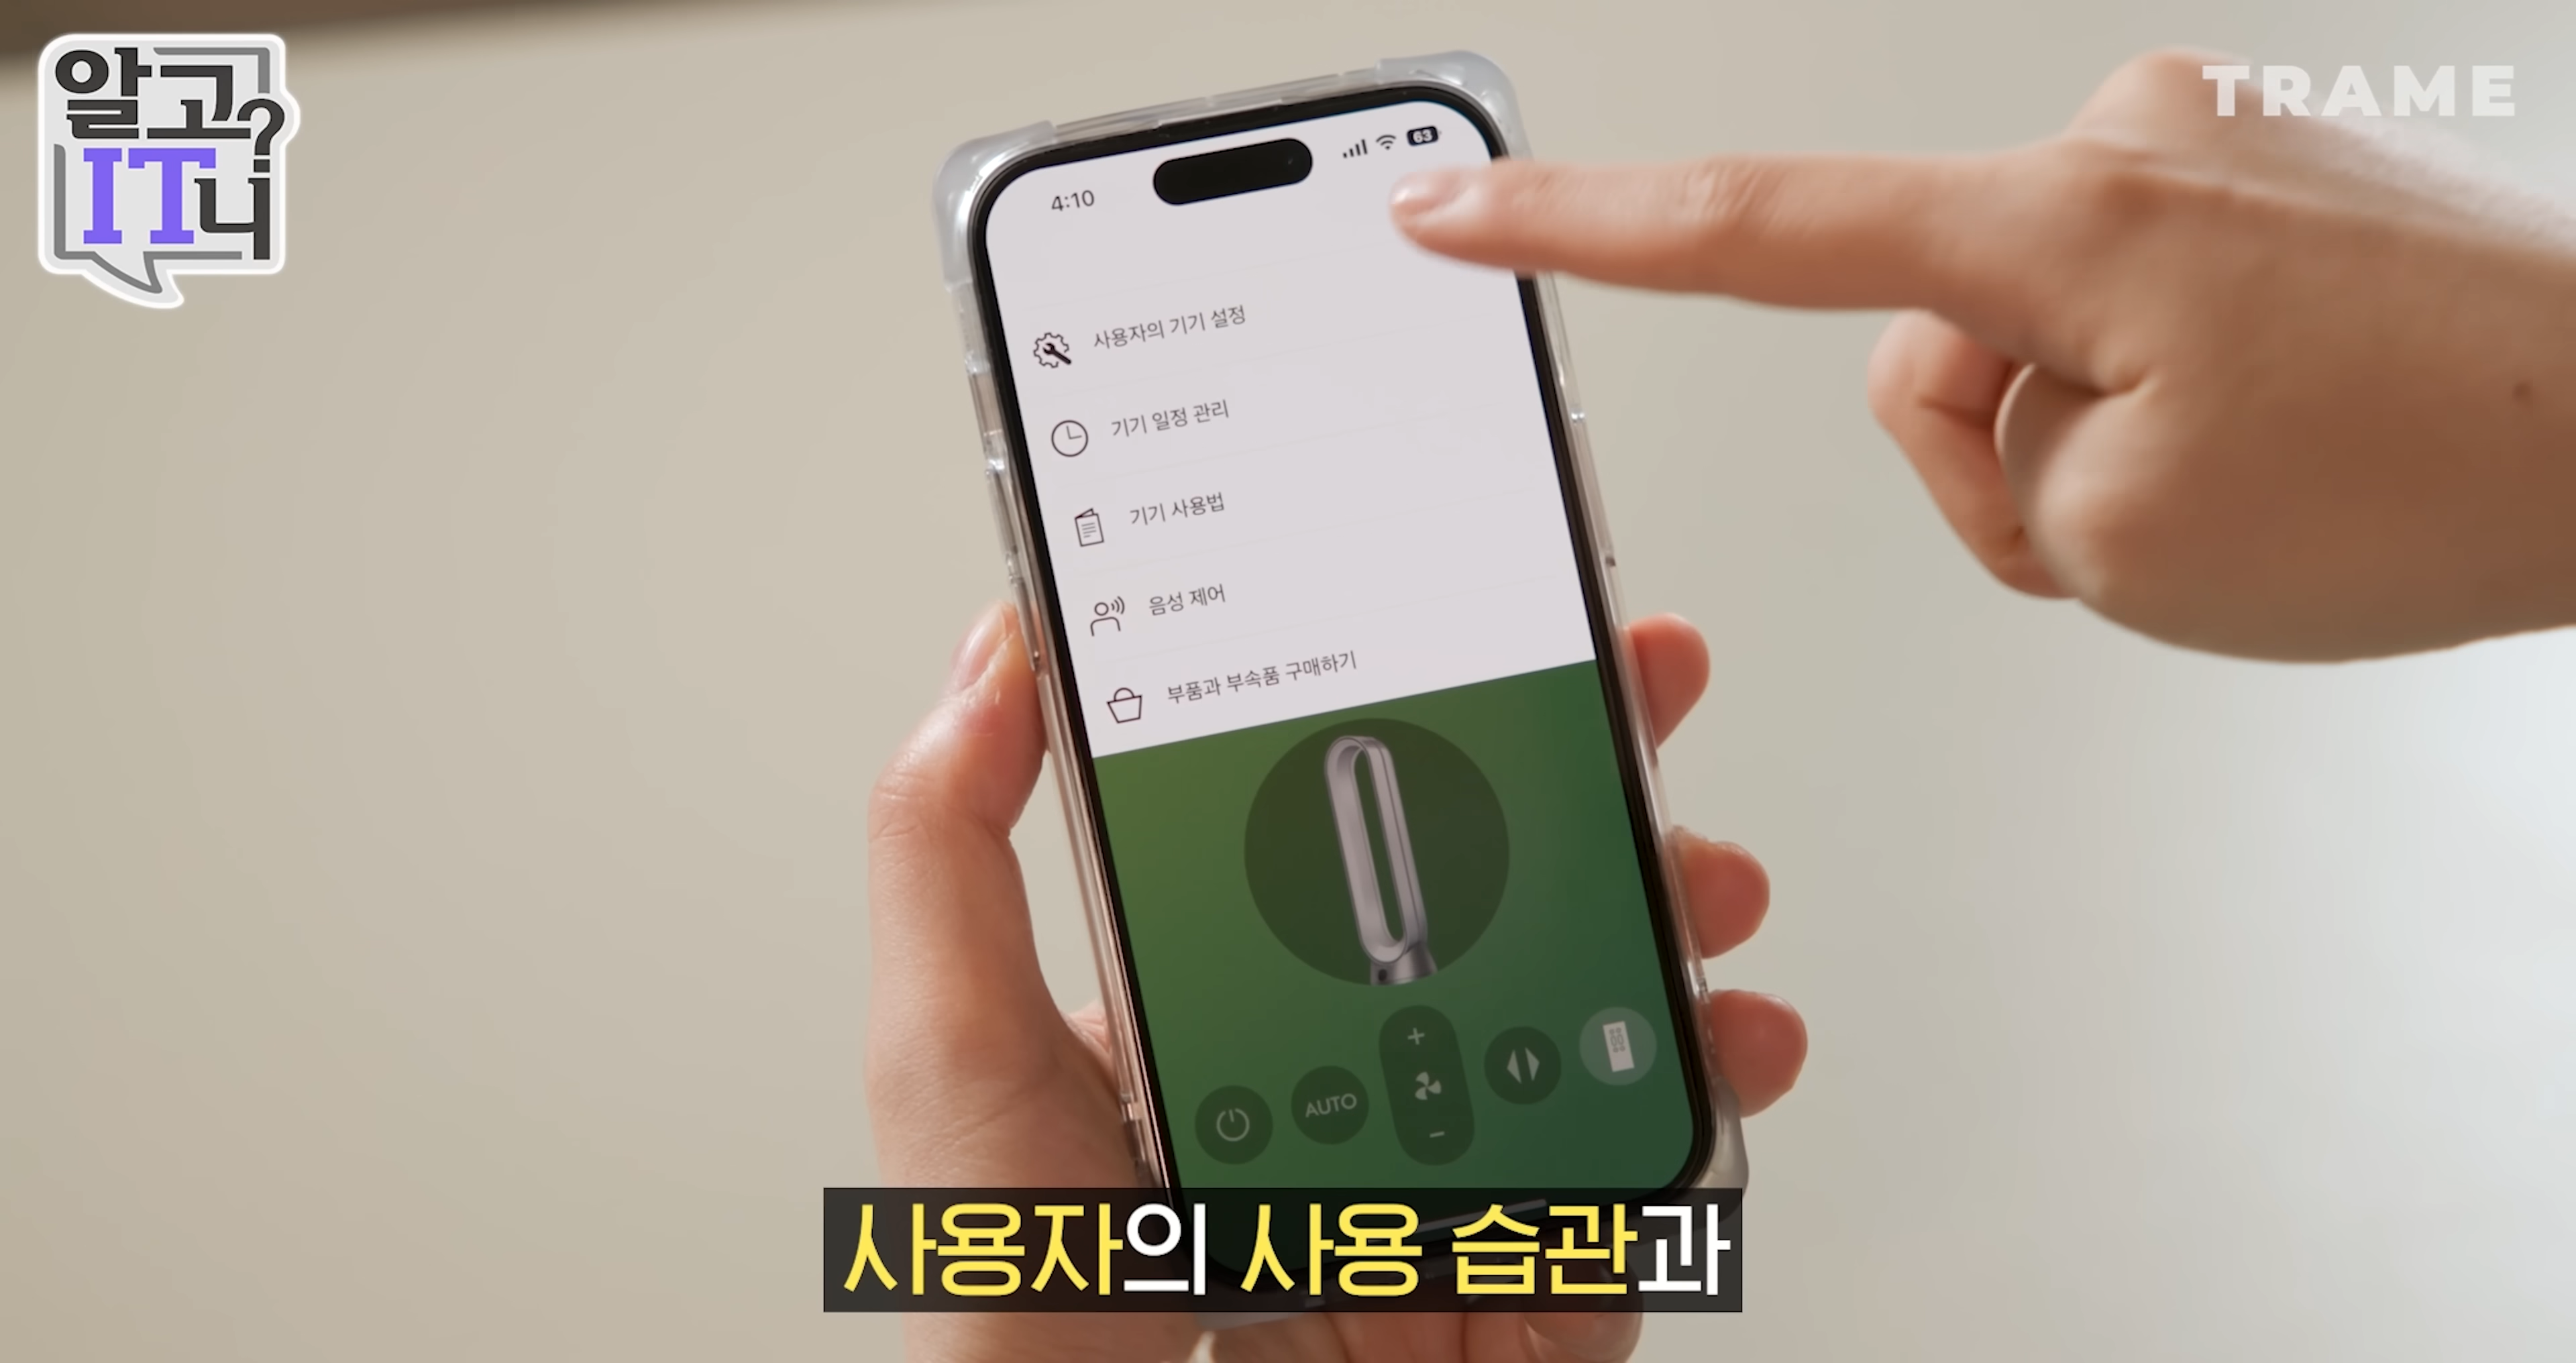 알고?
IT니
TRAME
4:10
63
사용자의 기기 설정
기기 일정 관리
기기 사용법
음성 제어
부품과 부속품 구매하기
+
AUTO
−
사용자의 사용 습관과